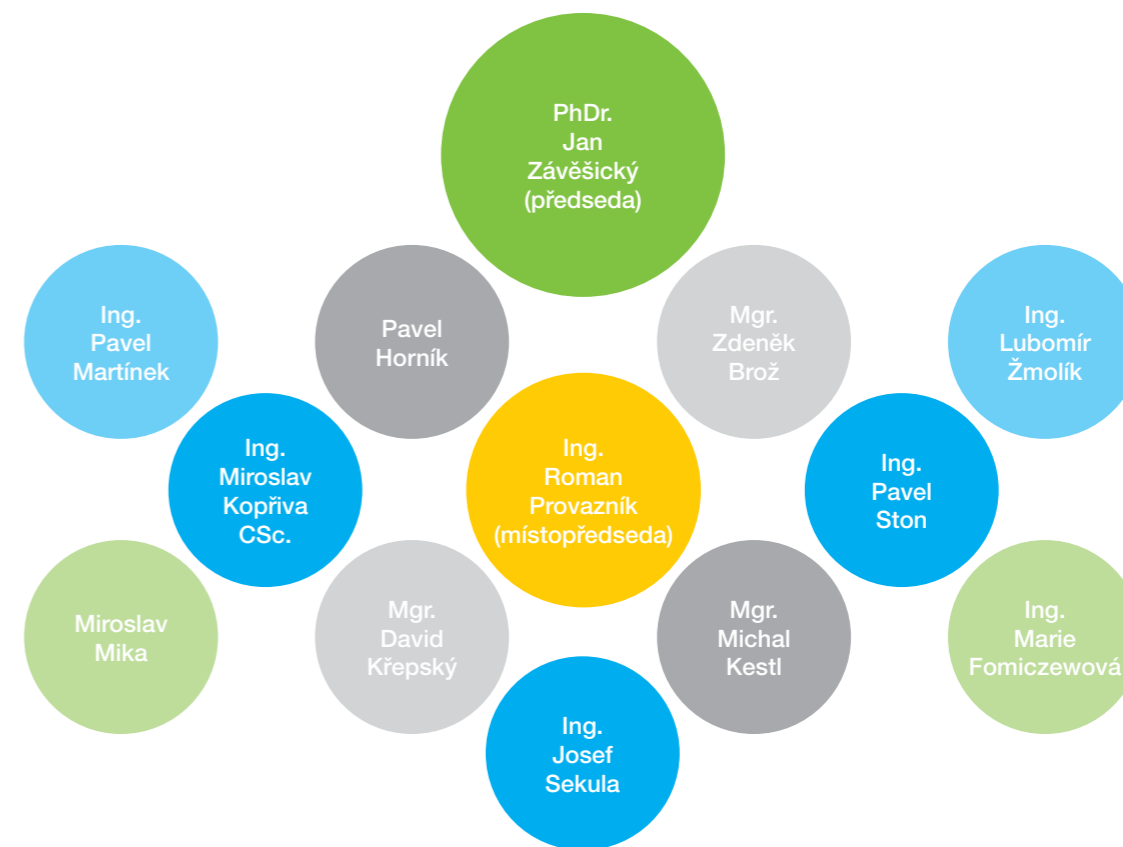 PhDr.
Jan
Závěšický
(předseda)
Ing.
Pavel
Martínek
Pavel
Horník
Mgr.
Zdeněk
Brož
Ing.
Lubomír
Žmolík
Ing.
Miroslav
Kopřiva
CSc.
Ing.
Roman
Provazník
(místopředseda)
Ing.
Pavel
Ston
Miroslav
Mika
Mgr.
David
Křepský
Mgr.
Michal
Kestl
Ing.
Marie
Fomiczewová
Ing.
Josef
Sekula